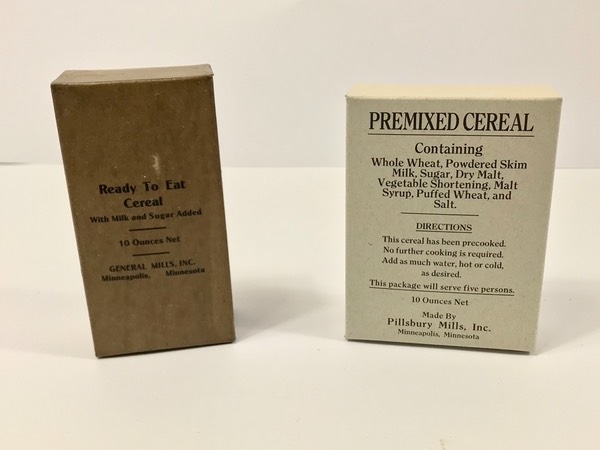 Ready To Eat
Cereal
With Milk and Sugar Added
10 Ounces Net
GENERAL MILLS, INC.
Minneapolis, Minnesota
PREMIXED CEREAL
Containing
Whole Wheat, Powdered Skim
Milk, Sugar, Dry Malt,
Vegetable Shortening, Malt
Syrup, Puffed Wheat, and
Salt.
DIRECTIONS
This cereal has been precooked.
No further cooking is required.
Add as much water, hot or cold,
as desired.
This package will serve five persons.
10 Ounces Net
Made By
Pillsbury Mills, Inc.
Minneapolis, Minnesota